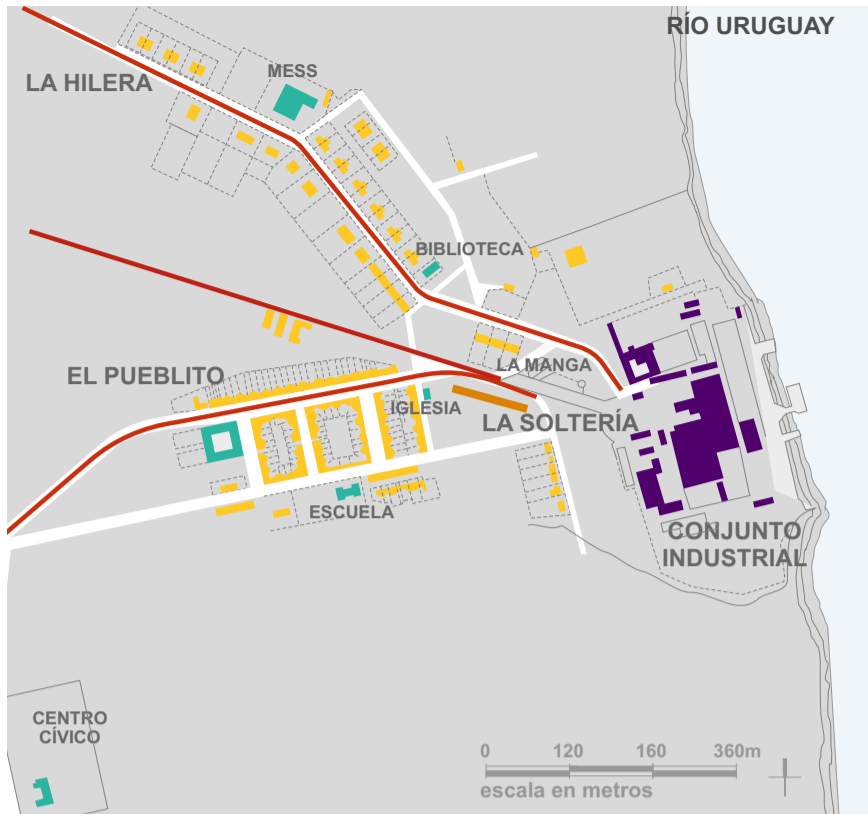 RÍO URUGUAY
LA HILERA
MESS
BIBLIOTECA
EL PUEBLITO
LA MANGA
IGLESIA
LA SOLTERÍA
ESCUELA
CONJUNTO
INDUSTRIAL
CENTRO
CÍVICO
0 120 160 360m
escala en metros